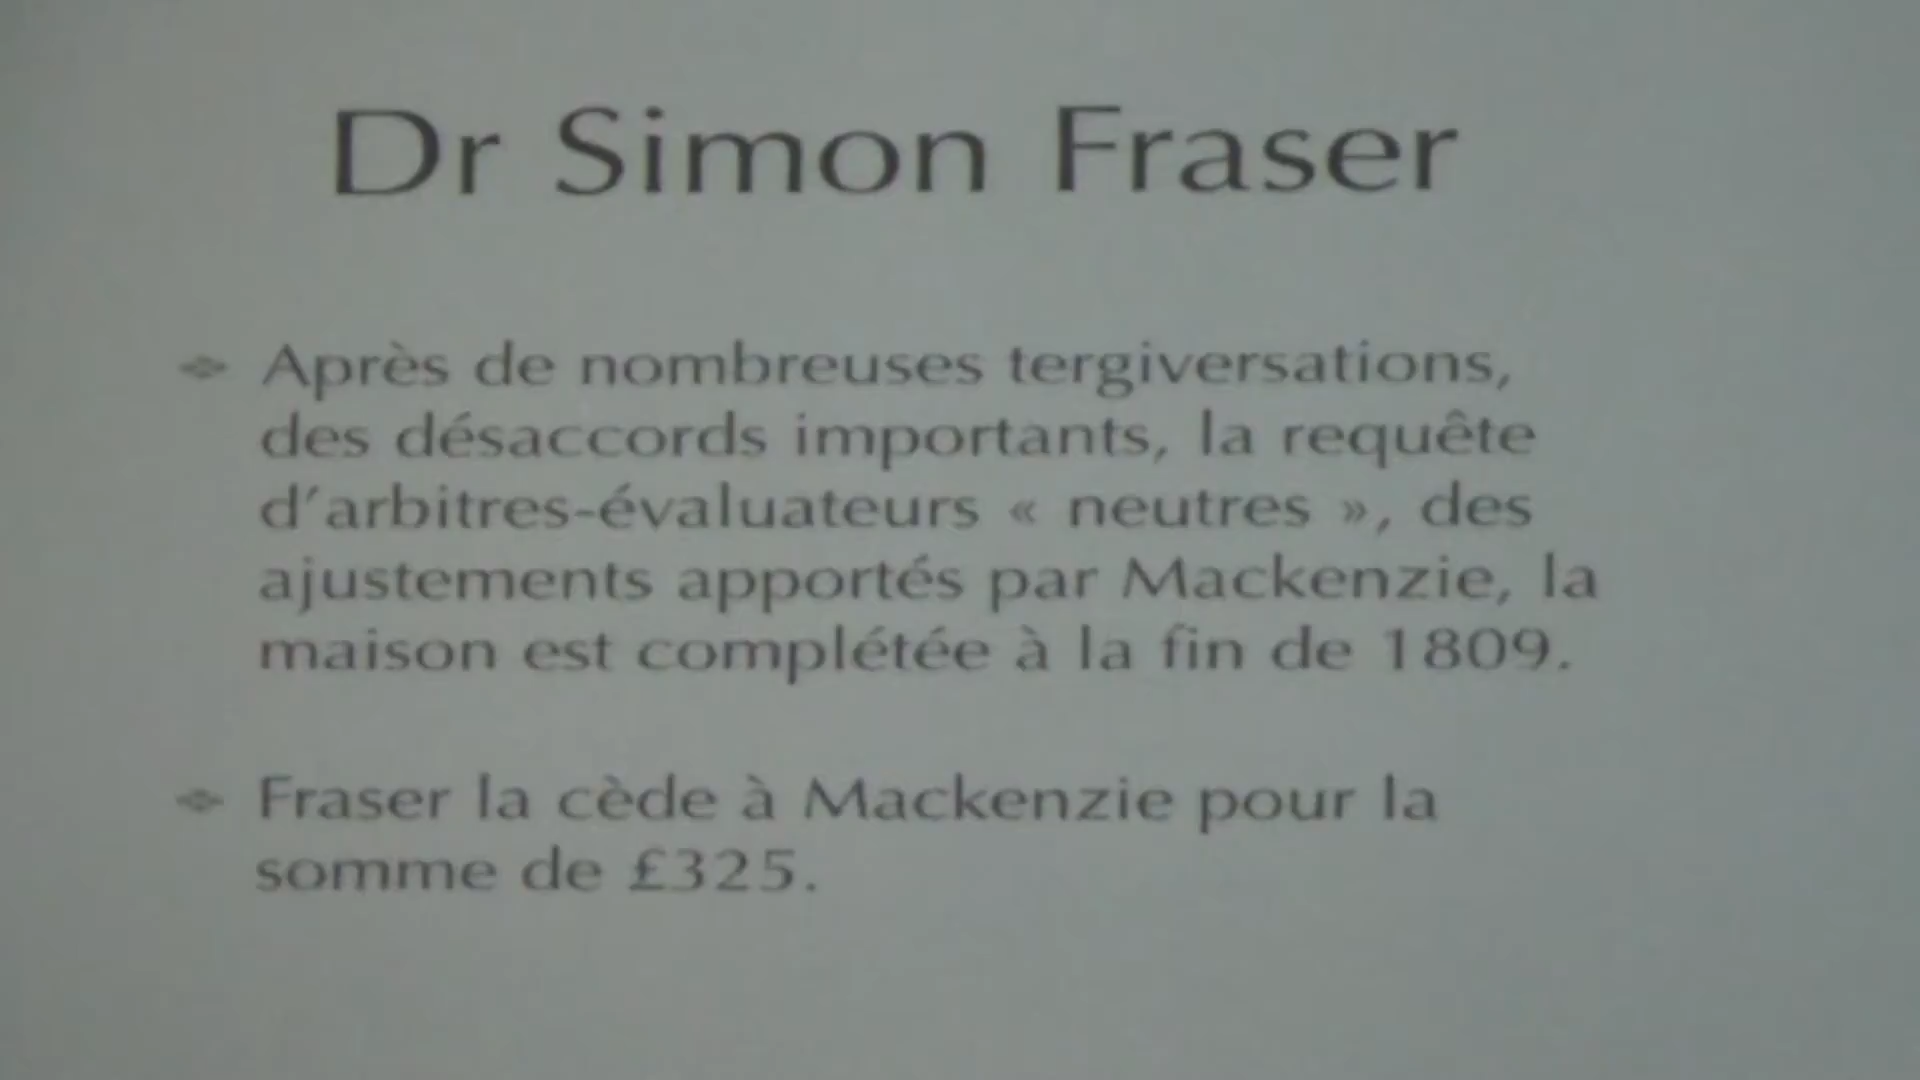 Dr Simon Fraser
Après de nombreuses tergiversations,
des désaccords importants, la requête
d’arbitres-évaluateurs « neutres », des
ajustements apportés par Mackenzie, la
maison est complétée à la fin de 1809.
Fraser la cède à Mackenzie pour la
somme de £325.